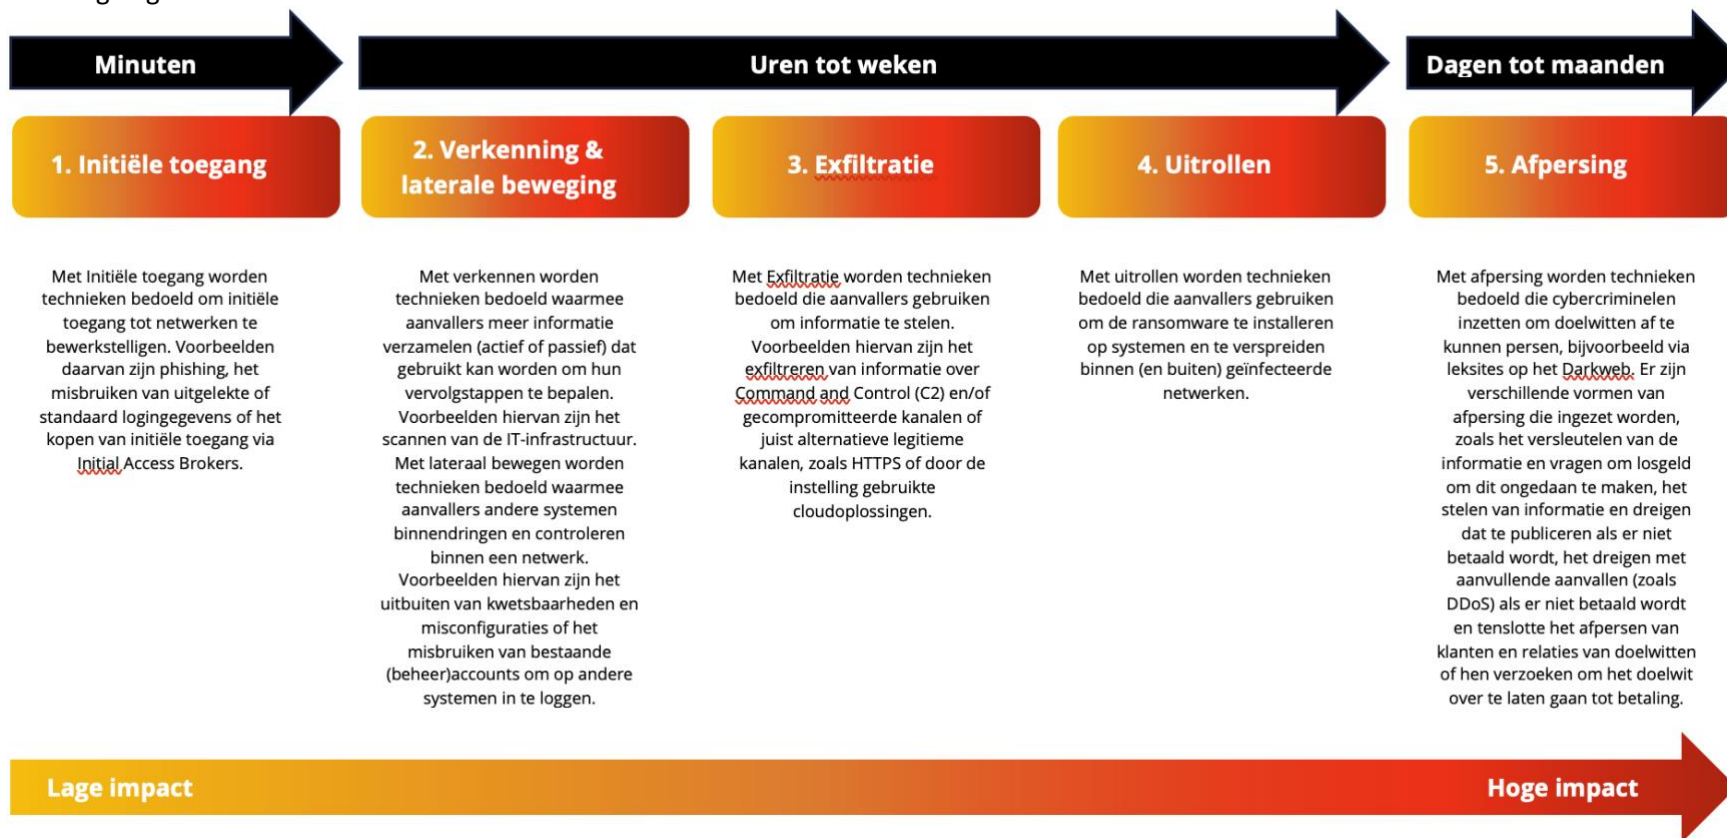 Minuten
Uren tot weken
Dagen tot maanden
1. Initiële toegang
2. Verkenning &
laterale beweging
3. Exfiltratie
4. Uitrollen
5. Afpersing
Met Initiële toegang worden
technieken bedoeld om initiële
toegang tot netwerken te
bewerkstelligen. Voorbeelden
daarvan zijn phishing, het
misbruiken van uitgelekte of
standaard logingegevens of het
kopen van initiële toegang via
Initial Access Brokers.
Met verkennen worden
technieken bedoeld waarmee
aanvallers meer informatie
verzamelen (actief of passief) dat
gebruikt kan worden om hun
vervolgstappen te bepalen.
Voorbeelden hiervan zijn het
scannen van de IT-infrastructuur.
Met lateraal bewegen worden
technieken bedoeld waarmee
aanvallers andere systemen
binnendringen en controleren
binnen een netwerk.
Voorbeelden hiervan zijn het
uitbuiten van kwetsbaarheden en
misconfiguraties of het
misbruiken van bestaande
(beheer)accounts om op andere
systemen in te loggen.
Met Exfiltratie worden technieken
bedoeld die aanvallers gebruiken
om informatie te stelen.
Voorbeelden hiervan zijn het
exfiltreren van informatie over
Command and Control (C2) en/of
gecompromitteerde kanalen of
juist alternatieve legitieme
kanalen, zoals HTTPS of door de
instelling gebruikte
cloudoplossingen.
Met uitrollen worden technieken
bedoeld die aanvallers gebruiken
om de ransomware te installeren
op systemen en te verspreiden
binnen (en buiten) geïnfecteerde
netwerken.
Met afpersing worden technieken
bedoeld die cybercriminelen
inzetten om doelwitten af te
kunnen persen, bijvoorbeeld via
leksites op het Darkweb. Er zijn
verschillende vormen van
afpersing die ingezet worden,
zoals het versleutelen van de
informatie en vragen om losgeld
om dit ongedaan te maken, het
stelen van informatie en dreigen
dat te publiceren als er niet
betaald wordt, het dreigen met
aanvullende aanvallen (zoals
DDoS) als er niet betaald wordt
en tenslotte het afpersen van
klanten en relaties van doelwitten
of hen verzoeken om het doelwit
over te laten gaan tot betaling.
Lage impact
Hoge impact